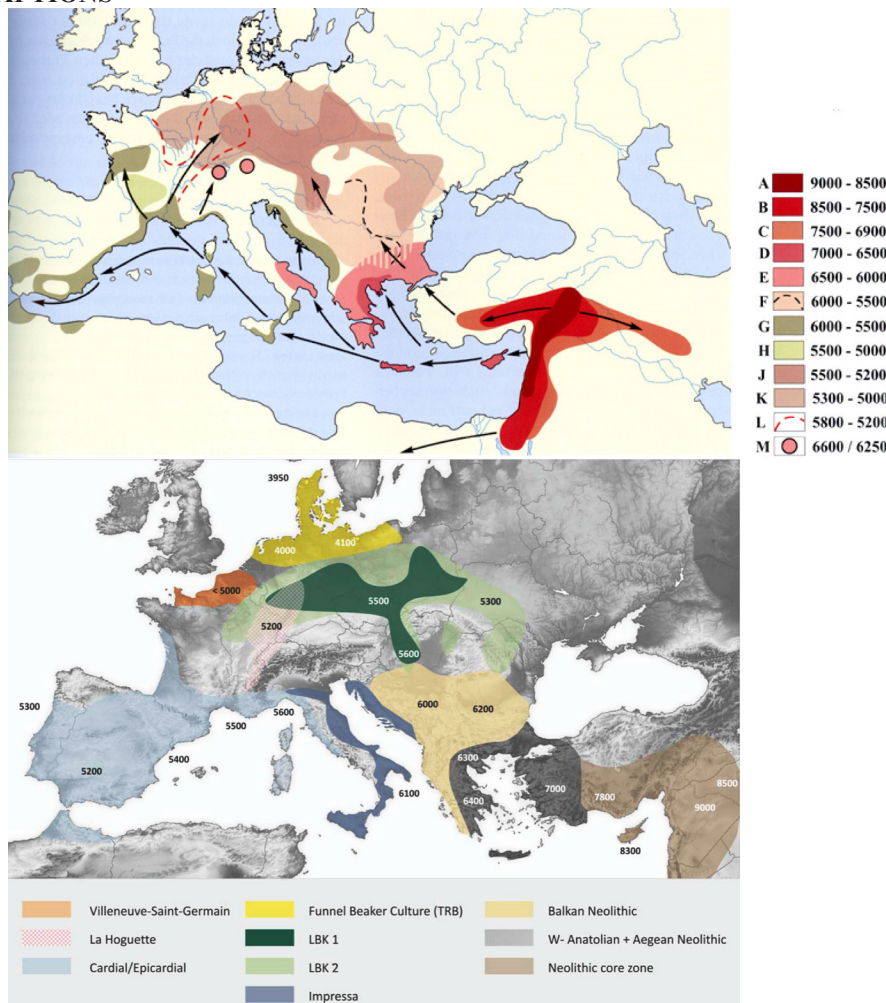 A 9000 - 8500
B 8500 - 7500
C 7500 - 6900
D 7000 - 6500
E 6500 - 6000
F 6000 - 5500
G 6000 - 5500
H 5500 - 5000
J 5500 - 5200
K 5300 - 5000
L 5800 - 5200
M 6600 / 6250
3950
4000
4100
< 5000
5500
5300
5200
5600
6000
6200
5300
5600
5500
5400
5200
6100
6300
6400
7000
7800
8500
9000
8300
Villeneuve-Saint-Germain
La Hoguette
Cardial/Epicardial
Funnel Beaker Culture (TRB)
LBK 1
LBK 2
Impressa
Balkan Neolithic
W- Anatolian + Aegean Neolithic
Neolithic core zone